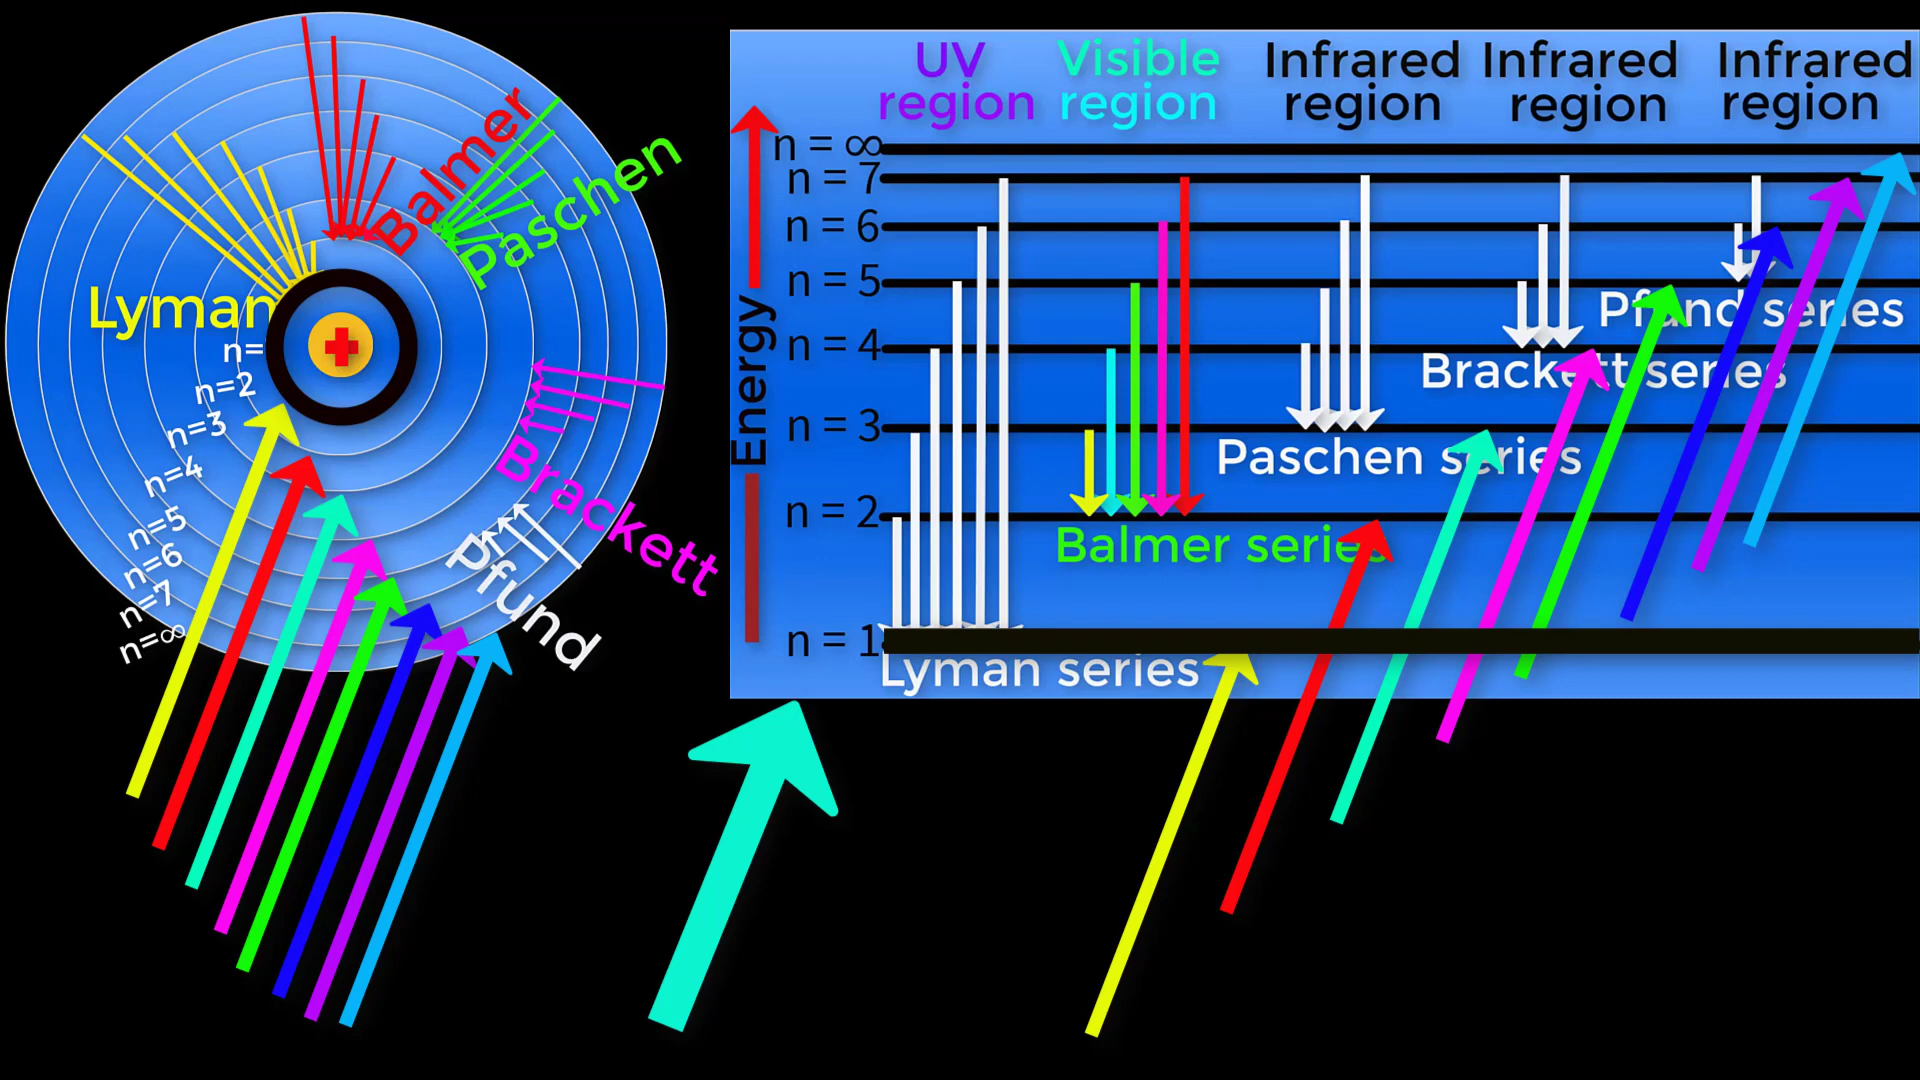 Balmer
Paschen
Lyman
n=
n=2
n=3
n=4
n=5
n=6
n=7
n=∞
Brackett
Pfund
UV
region
Visible
region
Infrared
region
Infrared
region
Infrared
region
Energy
n = ∞
n = 7
n = 6
n = 5
n = 4
n = 3
n = 2
n = 1
Pfund series
Brackett series
Paschen series
Balmer series
Lyman series